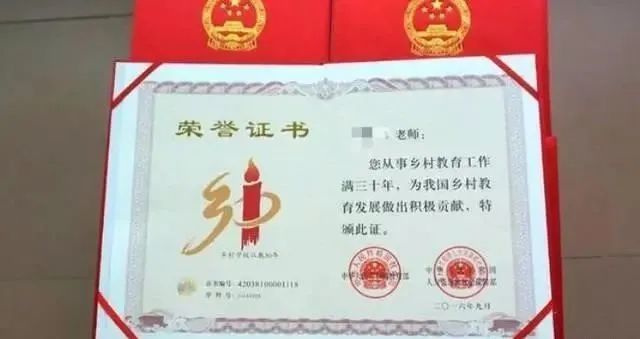 荣誉证书
乡村学校从教30年
证书编号：42038100001118
老师：
您从事乡村教育工作
满三十年，为我国乡村教
育发展做出积极贡献，特
颁此证。
二〇一六年九月